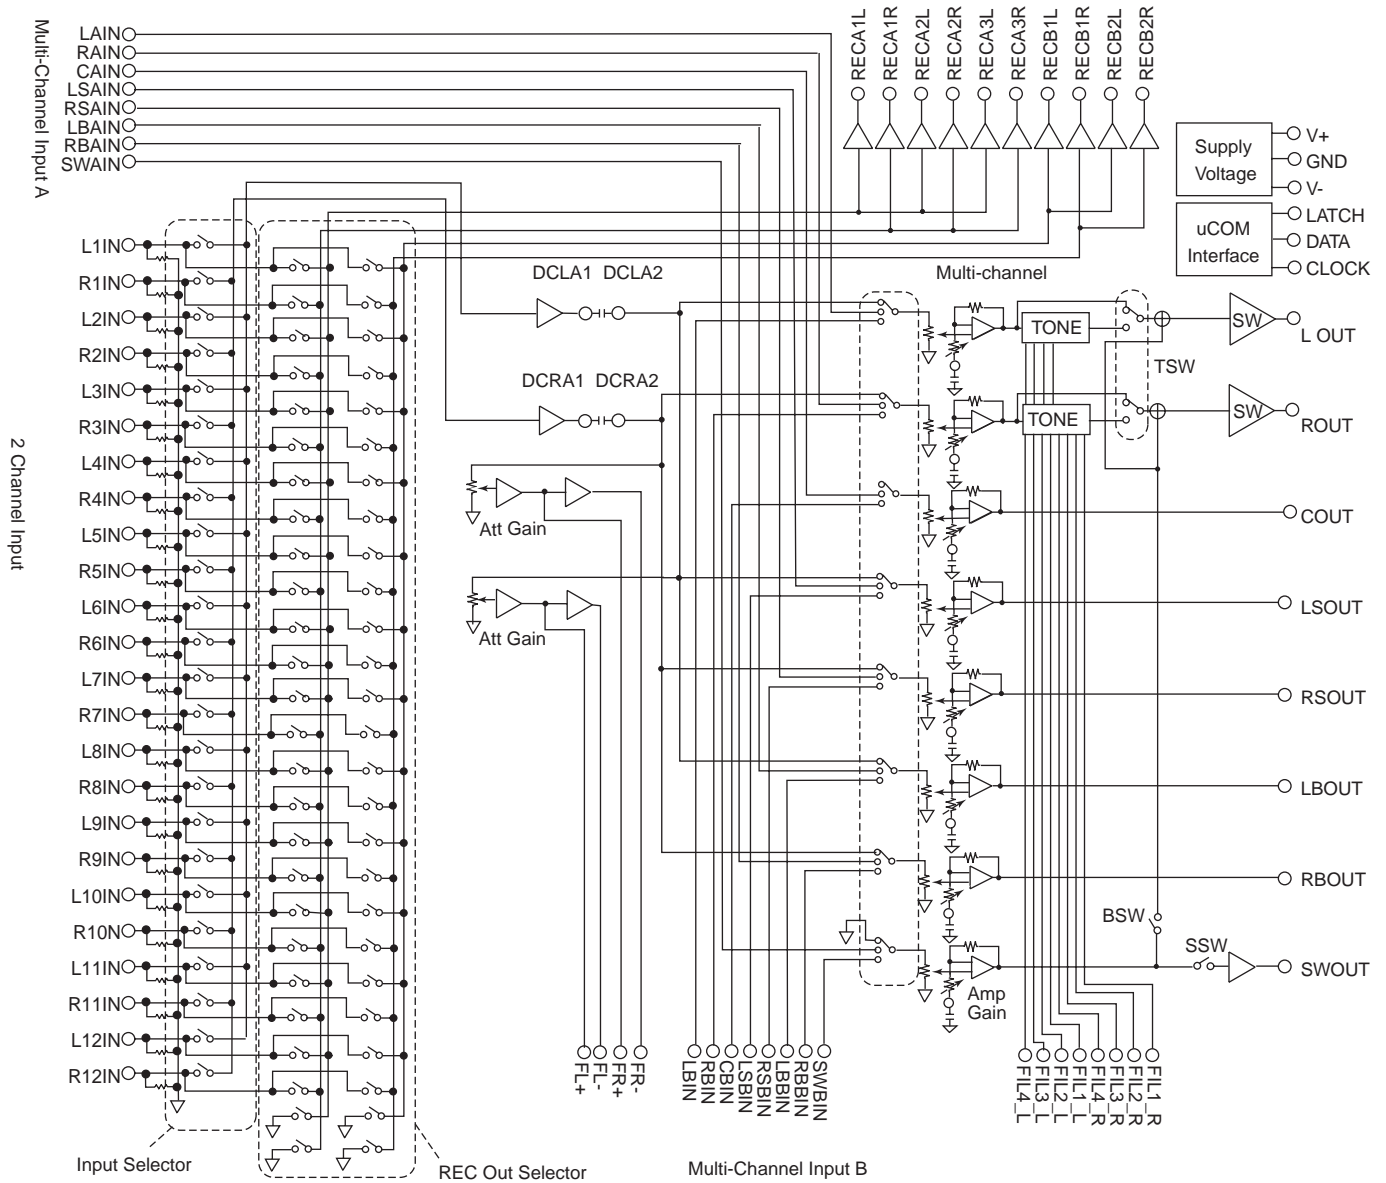 Multi-Channel Input A
LAIN
RAIN
CAIN
LSAIN
RSAIN
LBAIN
RBAIN
SWAIN
RECA1L
RECA1R
RECA2L
RECA2R
RECA3L
RECA3R
RECB1L
RECB1R
RECB2L
RECB2R
Supply
Voltage
V+
GND
V-
uCOM
Interface
LATCH
DATA
CLOCK
2 Channel Input
L1IN
R1IN
L2IN
R2IN
L3IN
R3IN
L4IN
R4IN
L5IN
R5IN
L6IN
R6IN
L7IN
R7IN
L8IN
R8IN
L9IN
R9IN
L10IN
R10N
L11IN
R11IN
L12IN
R12IN
Input Selector
REC Out Selector
DCLA1 DCLA2
DCRA1 DCRA2
Att Gain
Att Gain
Multi-channel
TONE
TONE
TSW
SW
SW
L OUT
ROUT
COUT
LSOUT
RSOUT
LBOUT
RBOUT
BSW
SSW
SWOUT
Amp
Gain
FL+
FL-
FR+
FR-
LBIN
RBIN
CBIN
LSBIN
RSBIN
LBBIN
RBBIN
SWBIN
Multi-Channel Input B
FIL4_L
FIL3_L
FIL2_L
FIL1_L
FIL4_R
FIL3_R
FIL2_R
FIL1_R